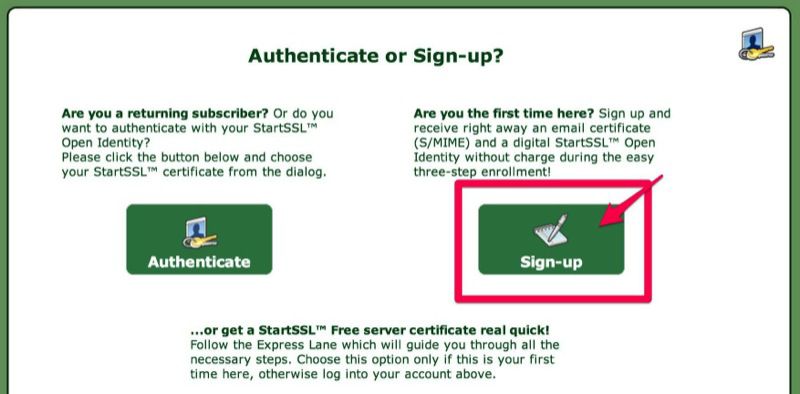 Authenticate or Sign-up?
Are you a returning subscriber? Or do you
want to authenticate with your StartSSL™
Open Identity?
Please click the button below and choose
your StartSSL™ certificate from the dialog.
Authenticate
Are you the first time here? Sign up and
receive right away an email certificate
(S/MIME) and a digital StartSSL™ Open
Identity without charge during the easy
three-step enrollment!
Sign-up
...or get a StartSSL™ Free server certificate real quick!
Follow the Express Lane which will guide you through all the
necessary steps. Choose this option only if this is your first
time here, otherwise log into your account above.